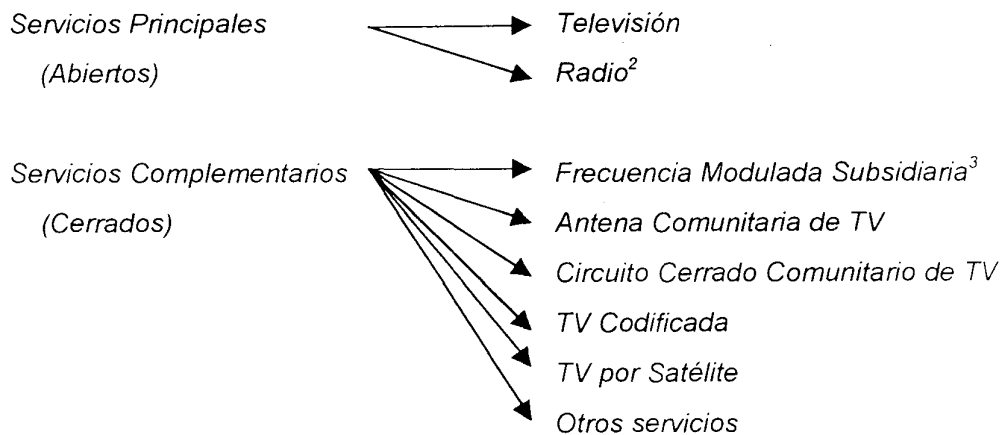 Servicios Principales
(Abiertos)
Televisión
Radio²
Servicios Complementarios
(Cerrados)
Frecuencia Modulada Subsidiaria³
Antena Comunitaria de TV
Circuito Cerrado Comunitario de TV
TV Codificada
TV por Satélite
Otros servicios